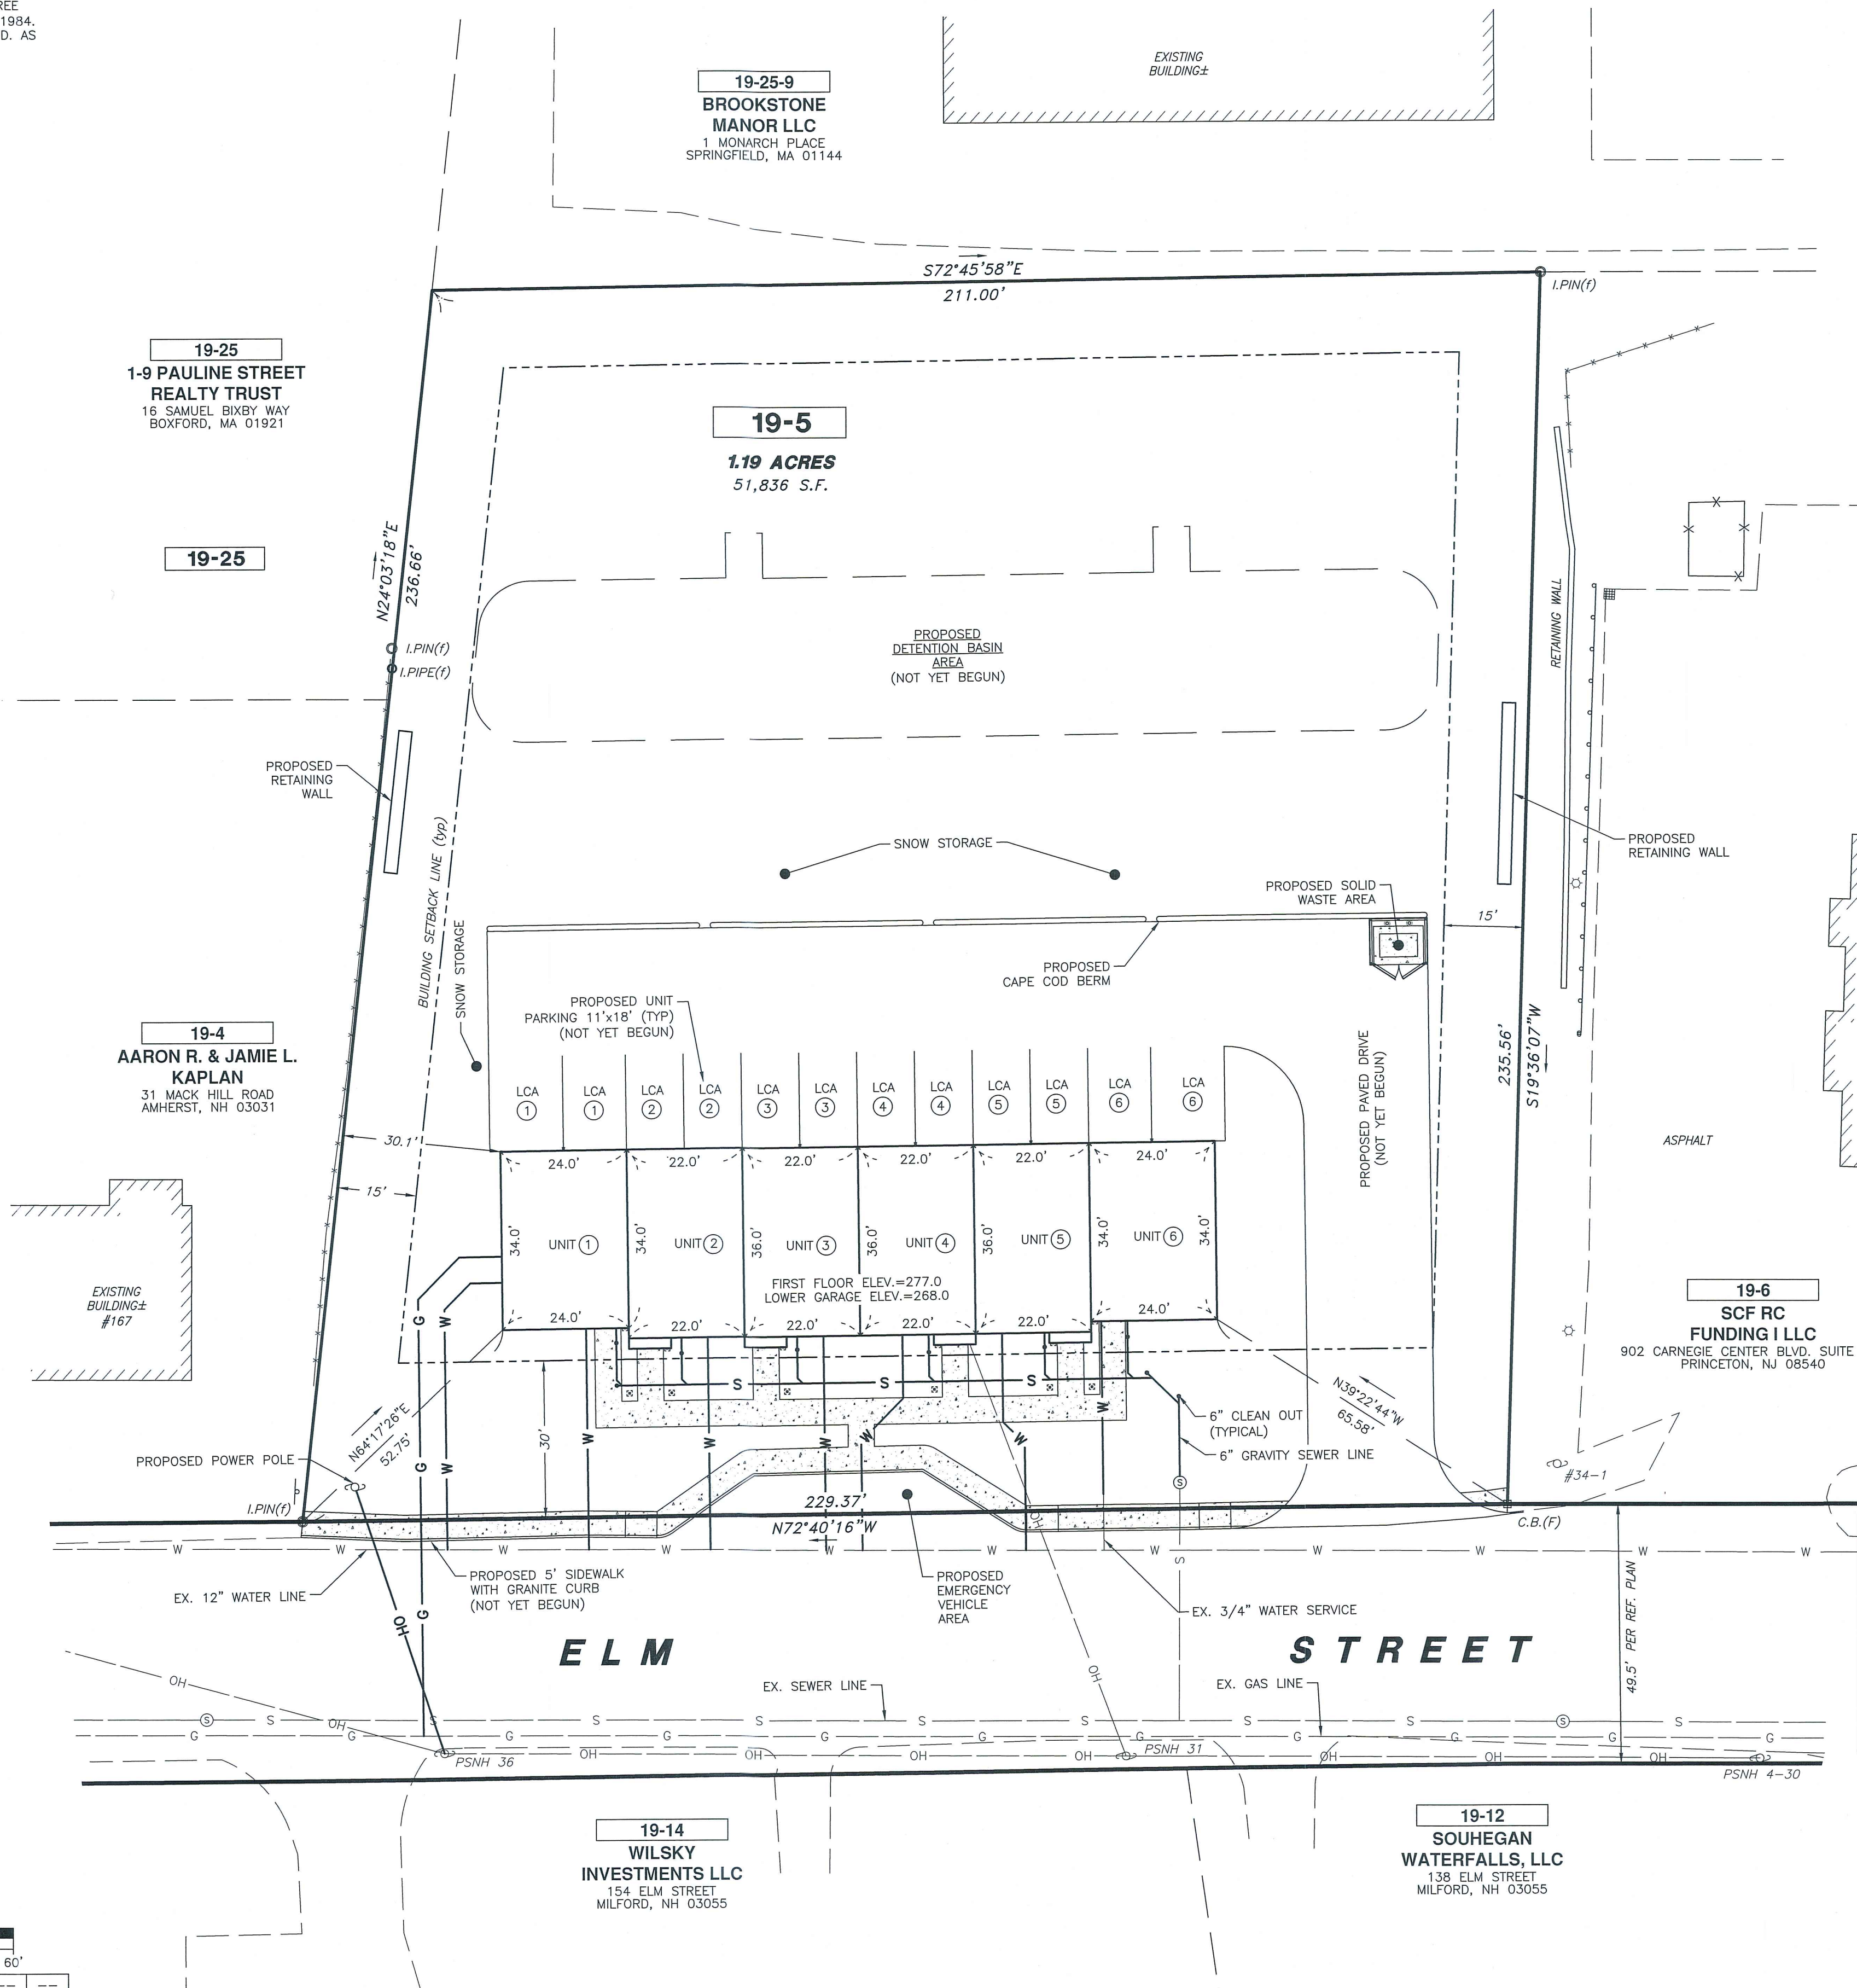 REE
1984.
D. AS
EXISTING
BUILDING±
19-25-9
BROOKSTONE
MANOR LLC
1 MONARCH PLACE
SPRINGFIELD, MA 01144
S72°45'58"E
211.00'
I.PIN(f)
19-25
1-9 PAULINE STREET
REALTY TRUST
16 SAMUEL BIXBY WAY
BOXFORD, MA 01921
19-5
1.19 ACRES
51,836 S.F.
19-25
N24°03'18"E
236.66'
RETAINING WALL
PROPOSED
DETENTION BASIN
AREA
(NOT YET BEGUN)
I.PIN(f)
I.PIPE(f)
PROPOSED
RETAINING
WALL
BUILDING SETBACK LINE (typ)
SNOW STORAGE
PROPOSED
RETAINING WALL
PROPOSED SOLID
WASTE AREA
15'
SNOW STORAGE
PROPOSED
CAPE COD BERM
PROPOSED UNIT
PARKING 11'x18' (TYP)
(NOT YET BEGUN)
19-4
AARON R. & JAMIE L.
KAPLAN
31 MACK HILL ROAD
AMHERST, NH 03031
235.56'
S19°36'07"W
PROPOSED PAVED DRIVE
(NOT YET BEGUN)
LCA LCA LCA LCA LCA LCA LCA LCA LCA LCA LCA LCA
1 1 2 2 3 3 4 4 5 5 6 6
ASPHALT
30.1'
24.0' 22.0' 22.0' 22.0' 22.0' 24.0'
15'
34.0' 34.0' 36.0' 36.0' 36.0' 34.0' 34.0'
UNIT 1 UNIT 2 UNIT 3 UNIT 4 UNIT 5 UNIT 6
FIRST FLOOR ELEV.=277.0
LOWER GARAGE ELEV.=268.0
24.0' 22.0' 22.0' 22.0' 22.0' 24.0'
EXISTING
BUILDING±
#167
19-6
SCF RC
FUNDING I LLC
902 CARNEGIE CENTER BLVD. SUITE
PRINCETON, NJ 08540
G W
S S S
N39°22'44"W
65.58'
N64°17'26"E
52.75'
30'
6" CLEAN OUT
(TYPICAL)
6" GRAVITY SEWER LINE
G W W W W W W W
PROPOSED POWER POLE
#34-1
S
I.PIN(f)
229.37'
N72°40'16"W
OH
C.B.(F)
W W W W W W W W W W W
S
EX. 12" WATER LINE
PROPOSED 5' SIDEWALK
WITH GRANITE CURB
(NOT YET BEGUN)
PROPOSED
EMERGENCY
VEHICLE
AREA
EX. 3/4" WATER SERVICE
49.5' PER REF. PLAN
OH G
ELM STREET
OH
OH
EX. SEWER LINE
EX. GAS LINE
S S S S S S S S S S S S
OH
G G G G G G G G G G G
OH OH OH OH OH OH OH
PSNH 36
PSNH 31
PSNH 4-30
19-14
WILSKY
INVESTMENTS LLC
154 ELM STREET
MILFORD, NH 03055
19-12
SOUHEGAN
WATERFALLS, LLC
138 ELM STREET
MILFORD, NH 03055
60'